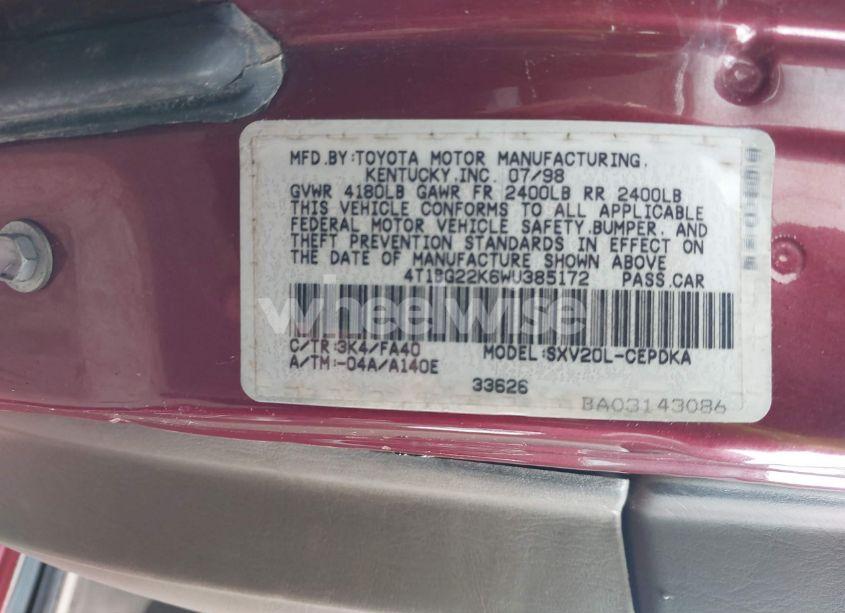 MFD.BY:TOYOTA MOTOR MANUFACTURING,
KENTUCKY,INC. 07/98
GVWR 4180LB GAWR FR 2400LB RR 2400LB
THIS VEHICLE CONFORMS TO ALL APPLICABLE
FEDERAL MOTOR VEHICLE SAFETY,BUMPER, AND
THEFT PREVENTION STANDARDS IN EFFECT ON
THE DATE OF MANUFACTURE SHOWN ABOVE
4T1BG22K6WU385172 PASS.CAR
wheelwise
C/TR:3K4/FA40 MODEL:SXV20L-CEPDKA
A/TM:-04A/A140E
33626
BA03143086